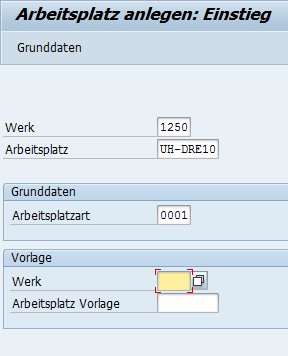 Arbeitsplatz anlegen: Einstieg
Grunddaten
Werk 1250
Arbeitsplatz UH-DRE10
Grunddaten
Arbeitsplatzart 0001
Vorlage
Werk
Arbeitsplatz Vorlage